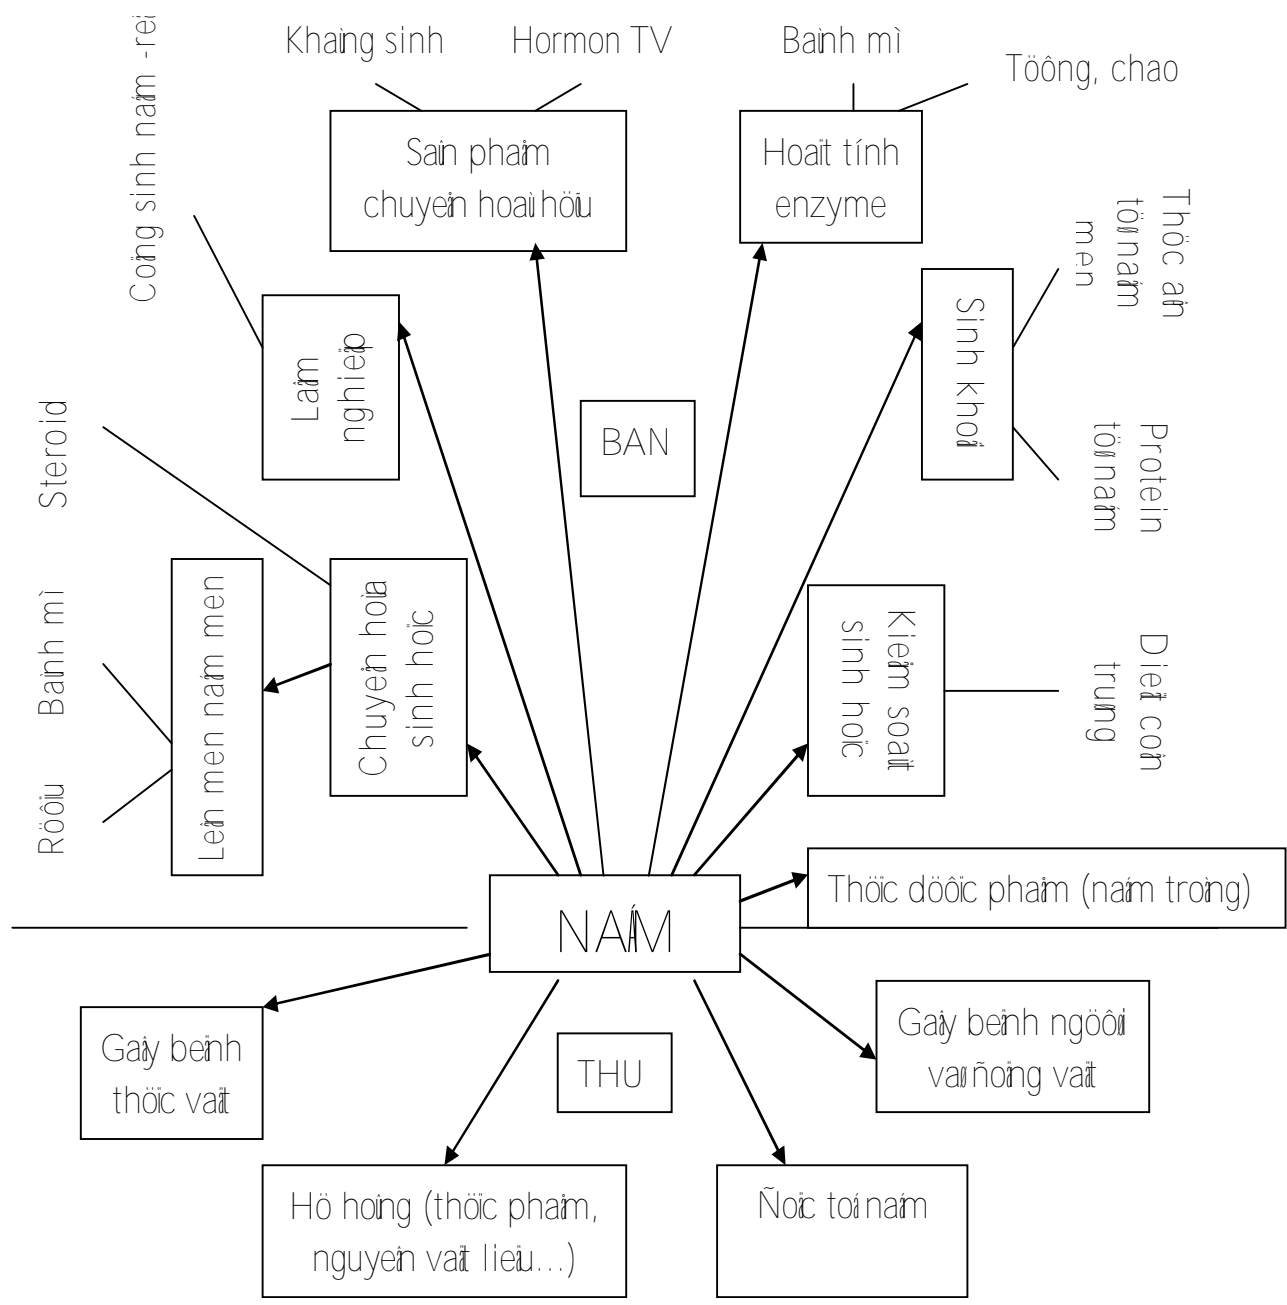 Khaùng sinh
Hormon TV
Baùnh mì
Töông, chao
Coäng sinh naám -reã
Saûn phaåm
chuyeån hoaù höõu
Hoaït tính
enzyme
Thöùc aên
töø naám
men
Laâm
nghieäp
Sinh khoái
BAN
Steroid
Protein
töø naám
Baùnh mì
Röôïu
Leân men naám men
Chuyeån hoùa
sinh hoïc
Kieåm soaùt
sinh hoïc
Dieät coân
truøng
Thöïc döôïc phaåm (naám troàng)
NAÁM
Gaây beänh
thöïc vaät
THU
Gaây beänh ngöôøi
vaø ñoäng vaät
Hö hoûng (thöïc phaåm,
nguyeân vaät lieäu...)
Ñoäc toá naám